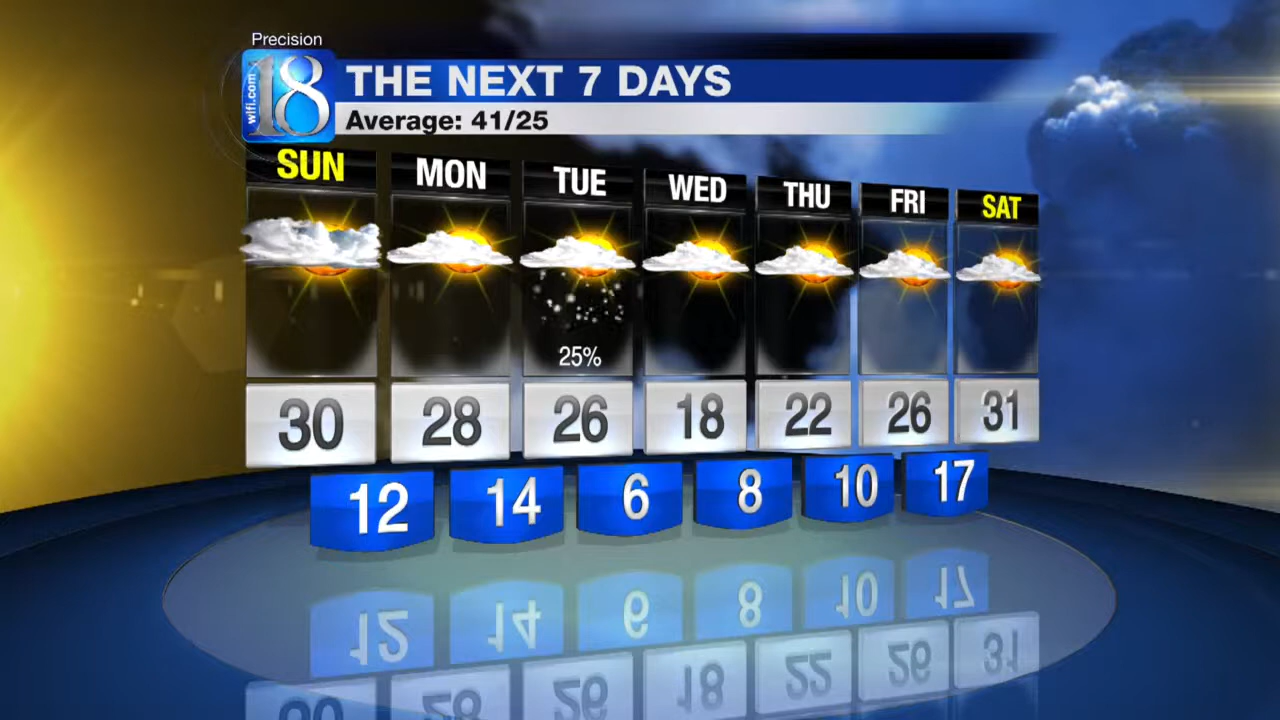 Precision
wlfi.com
18
THE NEXT 7 DAYS
Average: 41/25
SUN MON TUE WED THU FRI SAT
25%
30 28 26 18 22 26 31
12 14 6 8 10 17